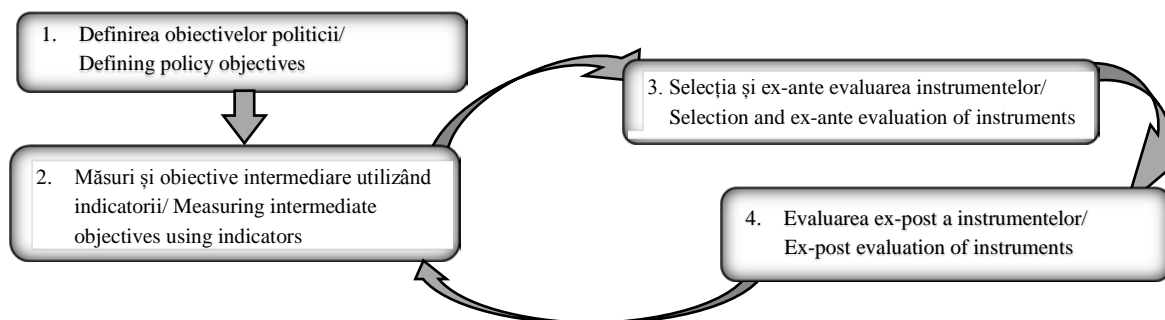 1. Definirea obiectivelor politicii/
Defining policy objectives
2. Măsuri și obiective intermediare utilizând
indicatorii/ Measuring intermediate
objectives using indicators
3. Selecția și ex-ante evaluarea instrumentelor/
Selection and ex-ante evaluation of instruments
4. Evaluarea ex-post a instrumentelor/
Ex-post evaluation of instruments